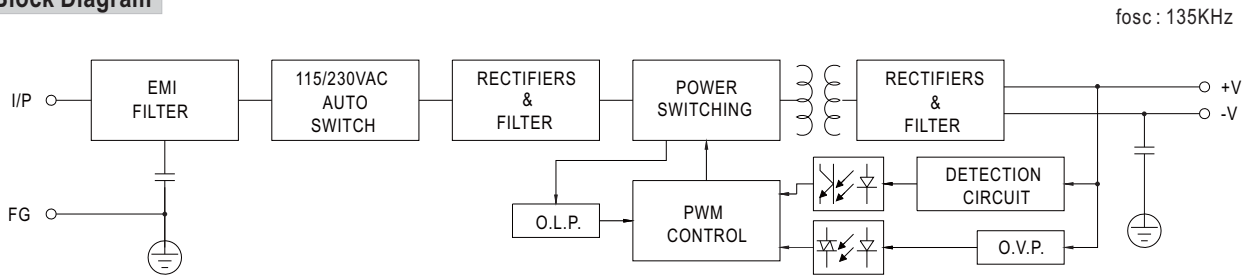 Block Diagram
fosc : 135KHz
I/P
EMI
FILTER
115/230VAC
AUTO
SWITCH
RECTIFIERS
&
FILTER
POWER
SWITCHING
RECTIFIERS
&
FILTER
+V
-V
FG
O.L.P.
PWM
CONTROL
DETECTION
CIRCUIT
O.V.P.